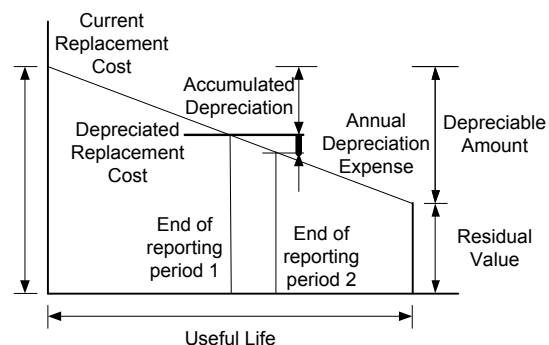 Current
Replacement
Cost
Accumulated
Depreciation
Depreciated
Replacement
Cost
Annual
Depreciation
Expense
Depreciable
Amount
End of
reporting
period 1
End of
reporting
period 2
Residual
Value
Useful Life